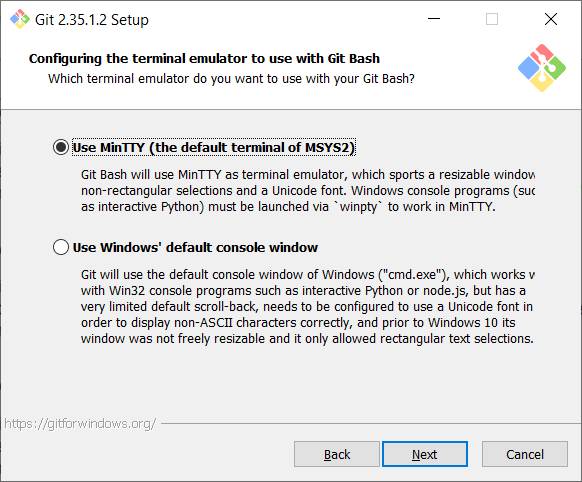 Git 2.35.1.2 Setup
Configuring the terminal emulator to use with Git Bash
Which terminal emulator do you want to use with your Git Bash?
Use MinTTY (the default terminal of MSYS2)
Git Bash will use MinTTY as terminal emulator, which sports a resizable window
non-rectangular selections and a Unicode font. Windows console programs (suc
as interactive Python) must be launched via `winpty` to work in MinTTY.
Use Windows' default console window
Git will use the default console window of Windows ("cmd.exe"), which works w
with Win32 console programs such as interactive Python or node.js, but has a
very limited default scroll-back, needs to be configured to use a Unicode font in
order to display non-ASCII characters correctly, and prior to Windows 10 its
window was not freely resizable and it only allowed rectangular text selections.
https://gitforwindows.org/
Back
Next
Cancel